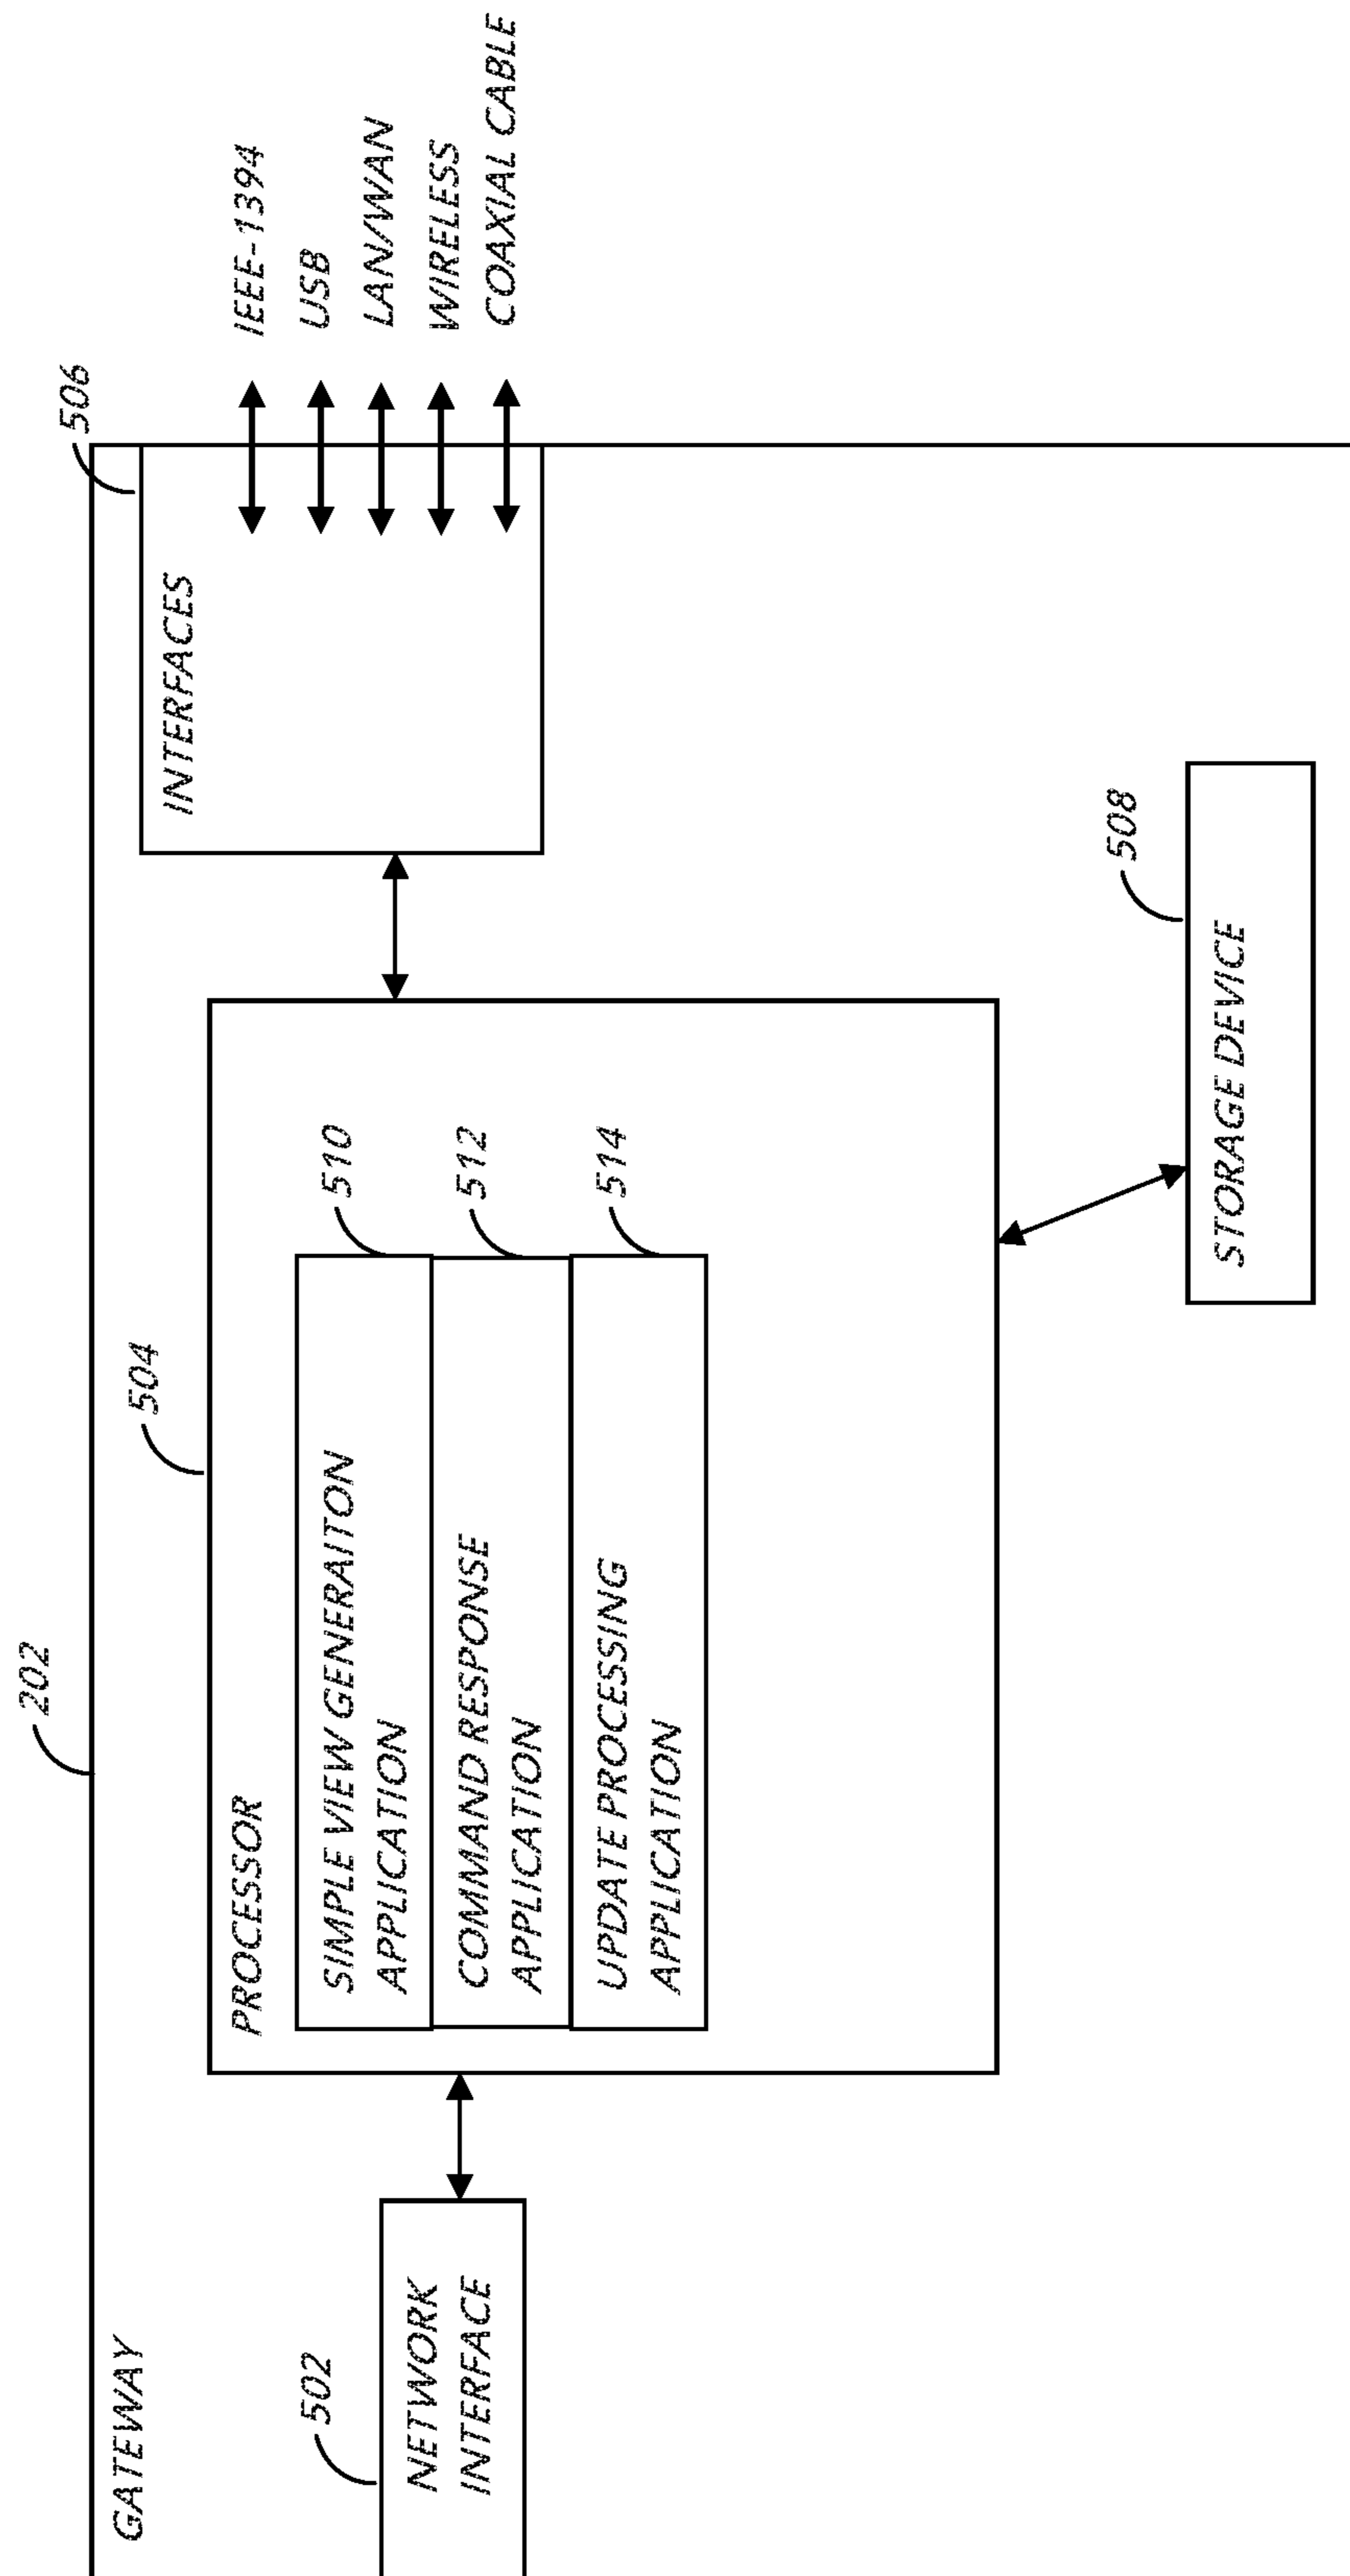 202
GATEWAY
506
504
INTERFACES
PROCESSOR
IEEE-1394
USB
LAN/WAN
WIRELESS
COAXIAL CABLE
502
NETWORK
INTERFACE
SIMPLE VIEW GENERAITON
APPLICATION
510
COMMAND RESPONSE
APPLICATION
512
UPDATE PROCESSING
APPLICATION
514
508
STORAGE DEVICE